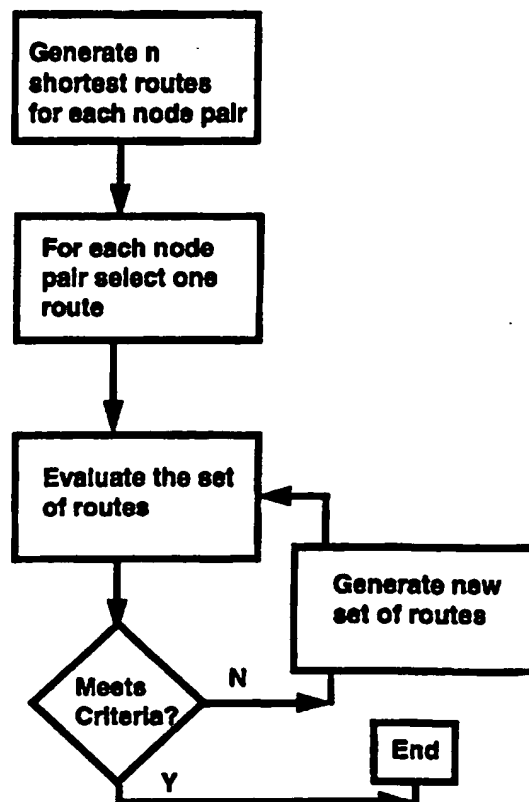 Generate n
shortest routes
for each node pair
For each node
pair select one
route
Evaluate the set
of routes
Generate new
set of routes
Meets
Criteria?
N
End
Y